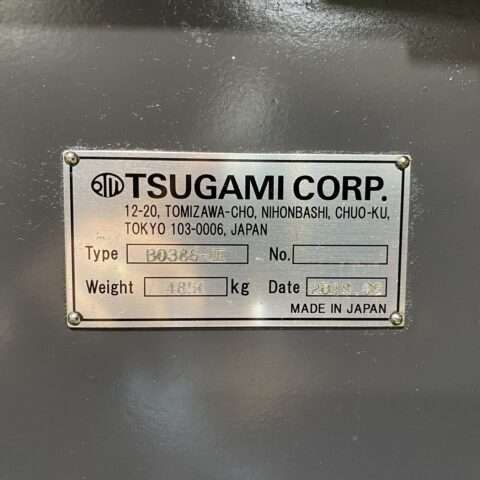 TSUGAMI CORP.
12-20, TOMIZAWA-CHO, NIHONBASHI, CHUO-KU,
TOKYO 103-0006, JAPAN
Type No.
Weight kg Date
MADE IN JAPAN